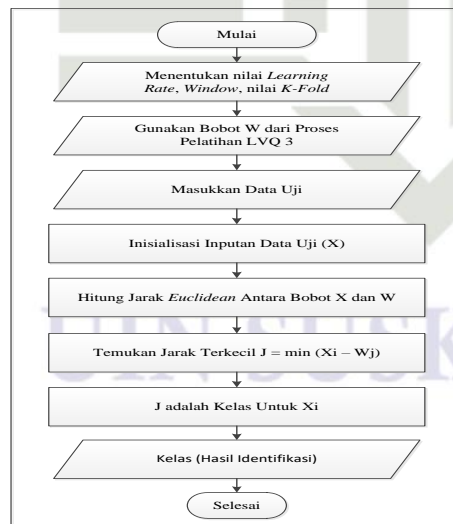 Mulai
Menentukan nilai Learning
Rate, Window, nilai K-Fold
Gunakan Bobot W dari Proses
Pelatihan LVQ 3
Masukkan Data Uji
Inisialisasi Inputan Data Uji (X)
Hitung Jarak Euclidean Antara Bobot X dan W
Temukan Jarak Terkecil J = min (Xi – Wj)
J adalah Kelas Untuk Xi
Kelas (Hasil Identifikasi)
Selesai